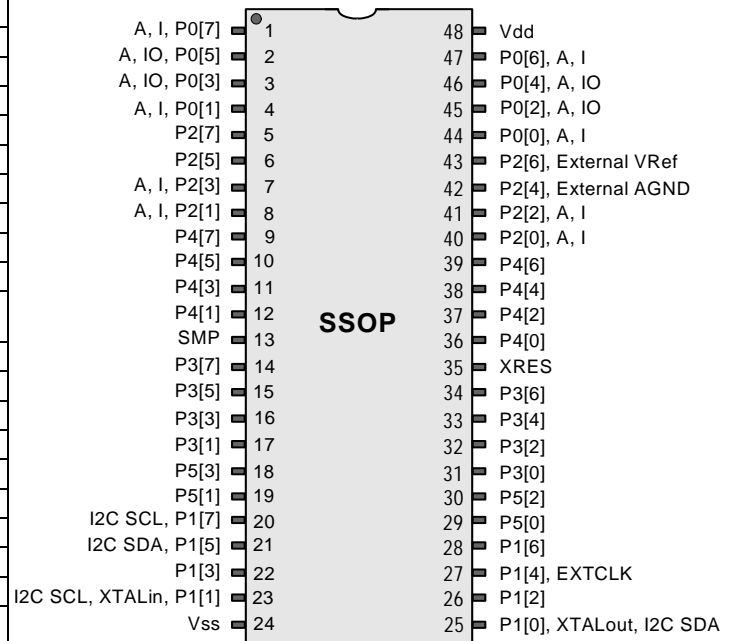 A, I, P0[7] 1 48 Vdd
A, IO, P0[5] 2 47 P0[6], A, I
A, IO, P0[3] 3 46 P0[4], A, IO
A, I, P0[1] 4 45 P0[2], A, IO
P2[7] 5 44 P0[0], A, I
P2[5] 6 43 P2[6], External VRef
A, I, P2[3] 7 42 P2[4], External AGND
A, I, P2[1] 8 41 P2[2], A, I
P4[7] 9 40 P2[0], A, I
P4[5] 10 39 P4[6]
P4[3] 11 38 P4[4]
P4[1] 12 37 P4[2]
SSOP
SMP 13 36 P4[0]
P3[7] 14 35 XRES
P3[5] 15 34 P3[6]
P3[3] 16 33 P3[4]
P3[1] 17 32 P3[2]
P5[3] 18 31 P3[0]
P5[1] 19 30 P5[2]
I2C SCL, P1[7] 20 29 P5[0]
I2C SDA, P1[5] 21 28 P1[6]
P1[3] 22 27 P1[4], EXTCLK
I2C SCL, XTALin, P1[1] 23 26 P1[2]
Vss 24 25 P1[0], XTALout, I2C SDA